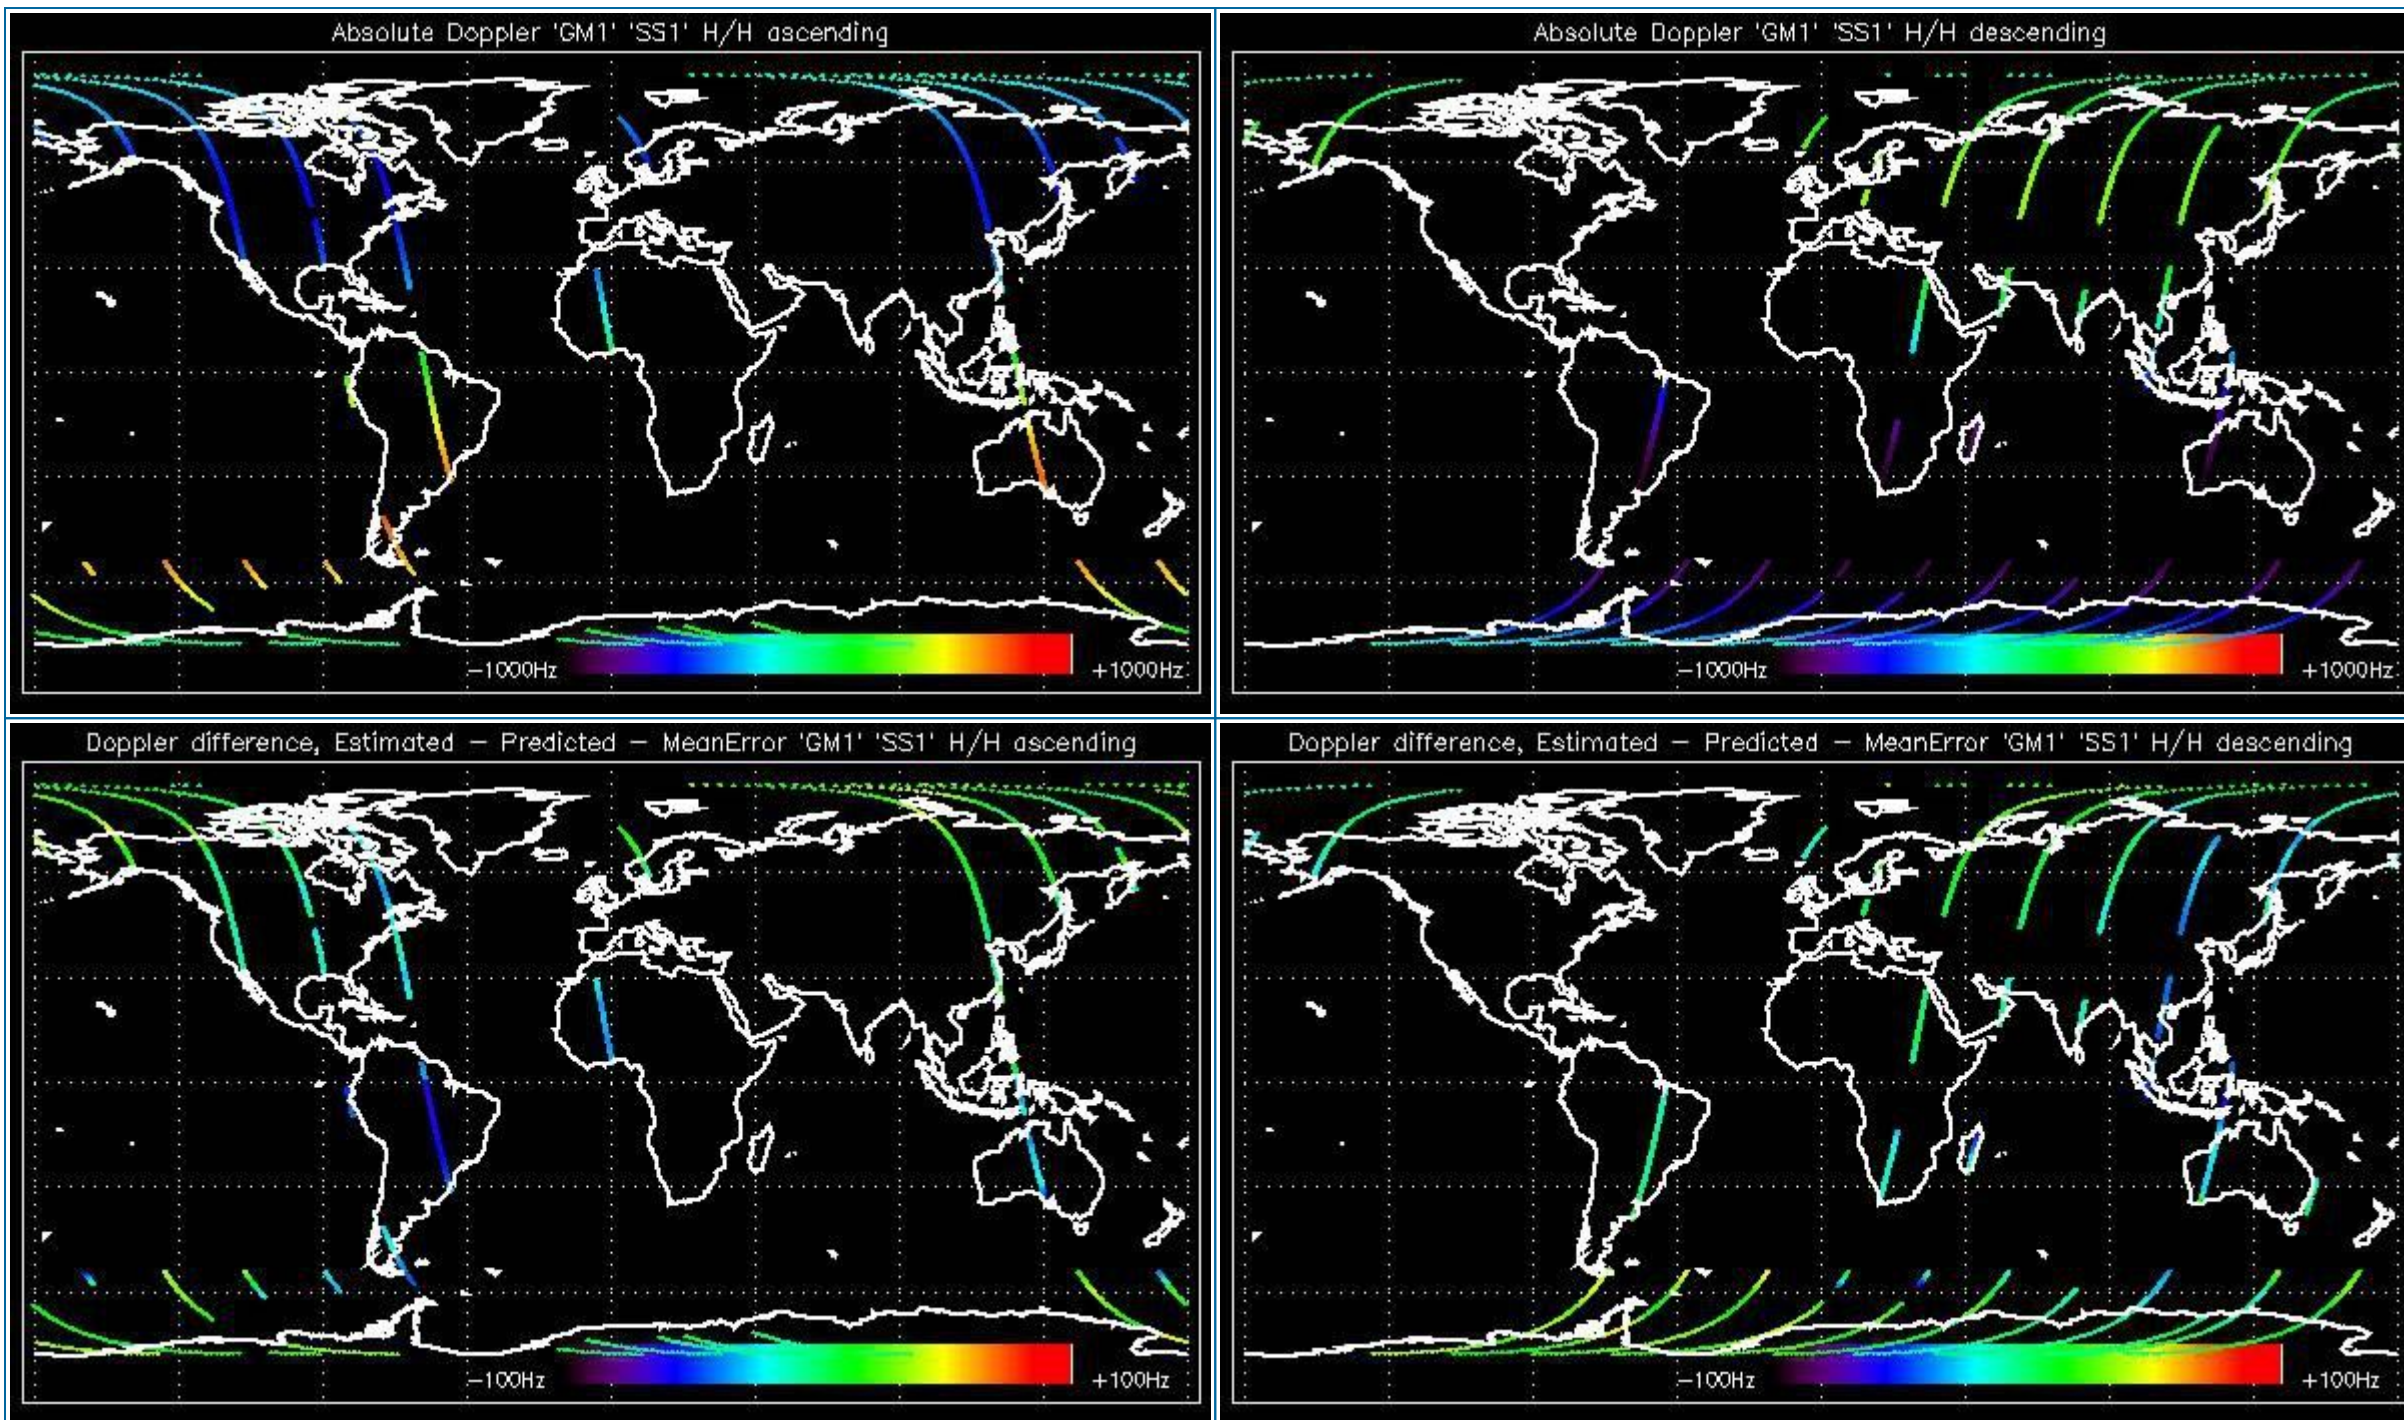 Absolute Doppler 'GM1' 'SS1' H/H ascending
-1000Hz
+1000Hz
Absolute Doppler 'GM1' 'SS1' H/H descending
-1000Hz
+1000Hz
Doppler difference, Estimated - Predicted - MeanError 'GM1' 'SS1' H/H ascending
-100Hz
+100Hz
Doppler difference, Estimated - Predicted - MeanError 'GM1' 'SS1' H/H descending
-100Hz
+100Hz